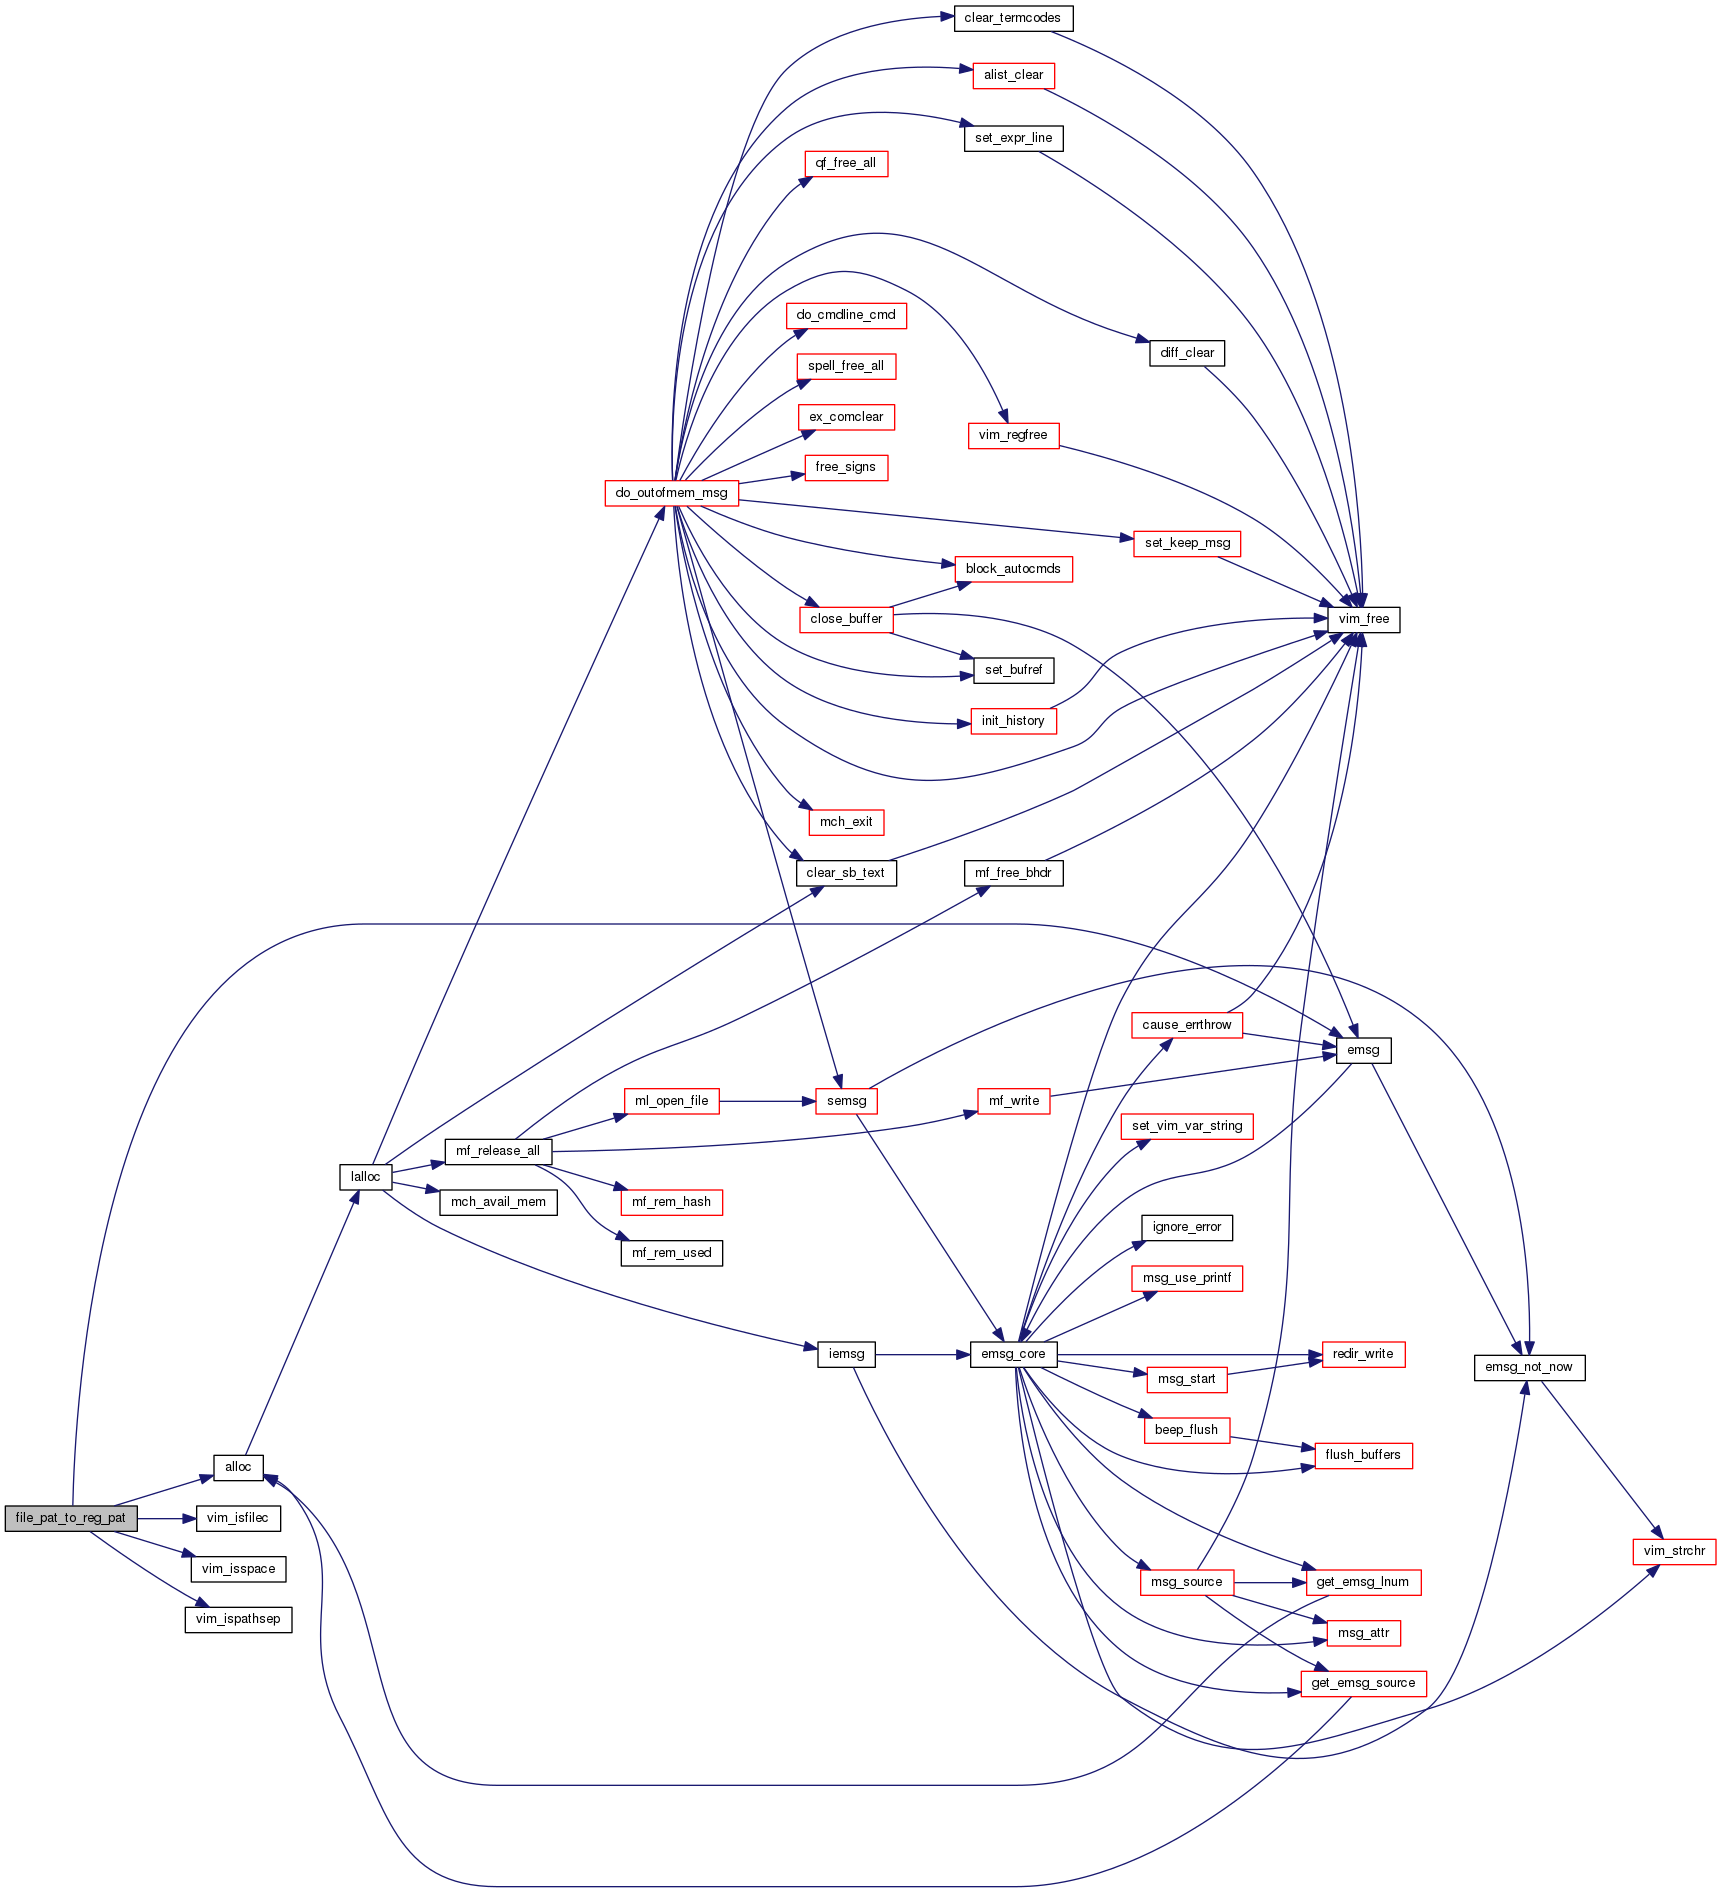 clear_termcodes
alist_clear
set_expr_line
qf_free_all
do_cmdline_cmd
diff_clear
spell_free_all
ex_comclear
vim_regfree
free_signs
do_outofmem_msg
set_keep_msg
block_autocmds
close_buffer
vim_free
set_bufref
init_history
mch_exit
clear_sb_text
mf_free_bhdr
cause_errthrow
emsg
ml_open_file
semsg
mf_write
set_vim_var_string
mf_release_all
lalloc
mch_avail_mem
mf_rem_hash
ignore_error
mf_rem_used
msg_use_printf
iemsg
emsg_core
redir_write
emsg_not_now
msg_start
beep_flush
flush_buffers
alloc
file_pat_to_reg_pat
vim_isfilec
vim_strchr
vim_isspace
msg_source
get_emsg_lnum
vim_ispathsep
msg_attr
get_emsg_source